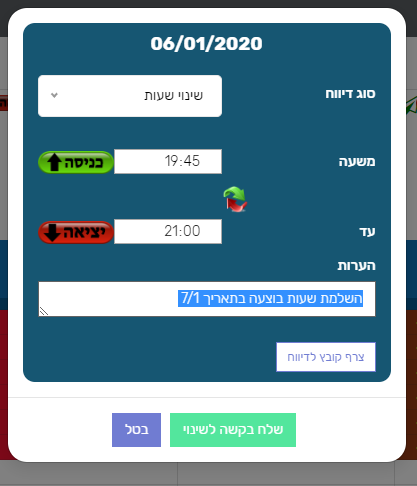 06/01/2020
סוג דיווח
שינוי שעות
משעה
19:45
כניסה
עד
21:00
יציאה
הערות
השלמת שעות בוצעה בתאריך 7/1
צרף קובץ לדיווח
שלח בקשה לשינוי
בטל